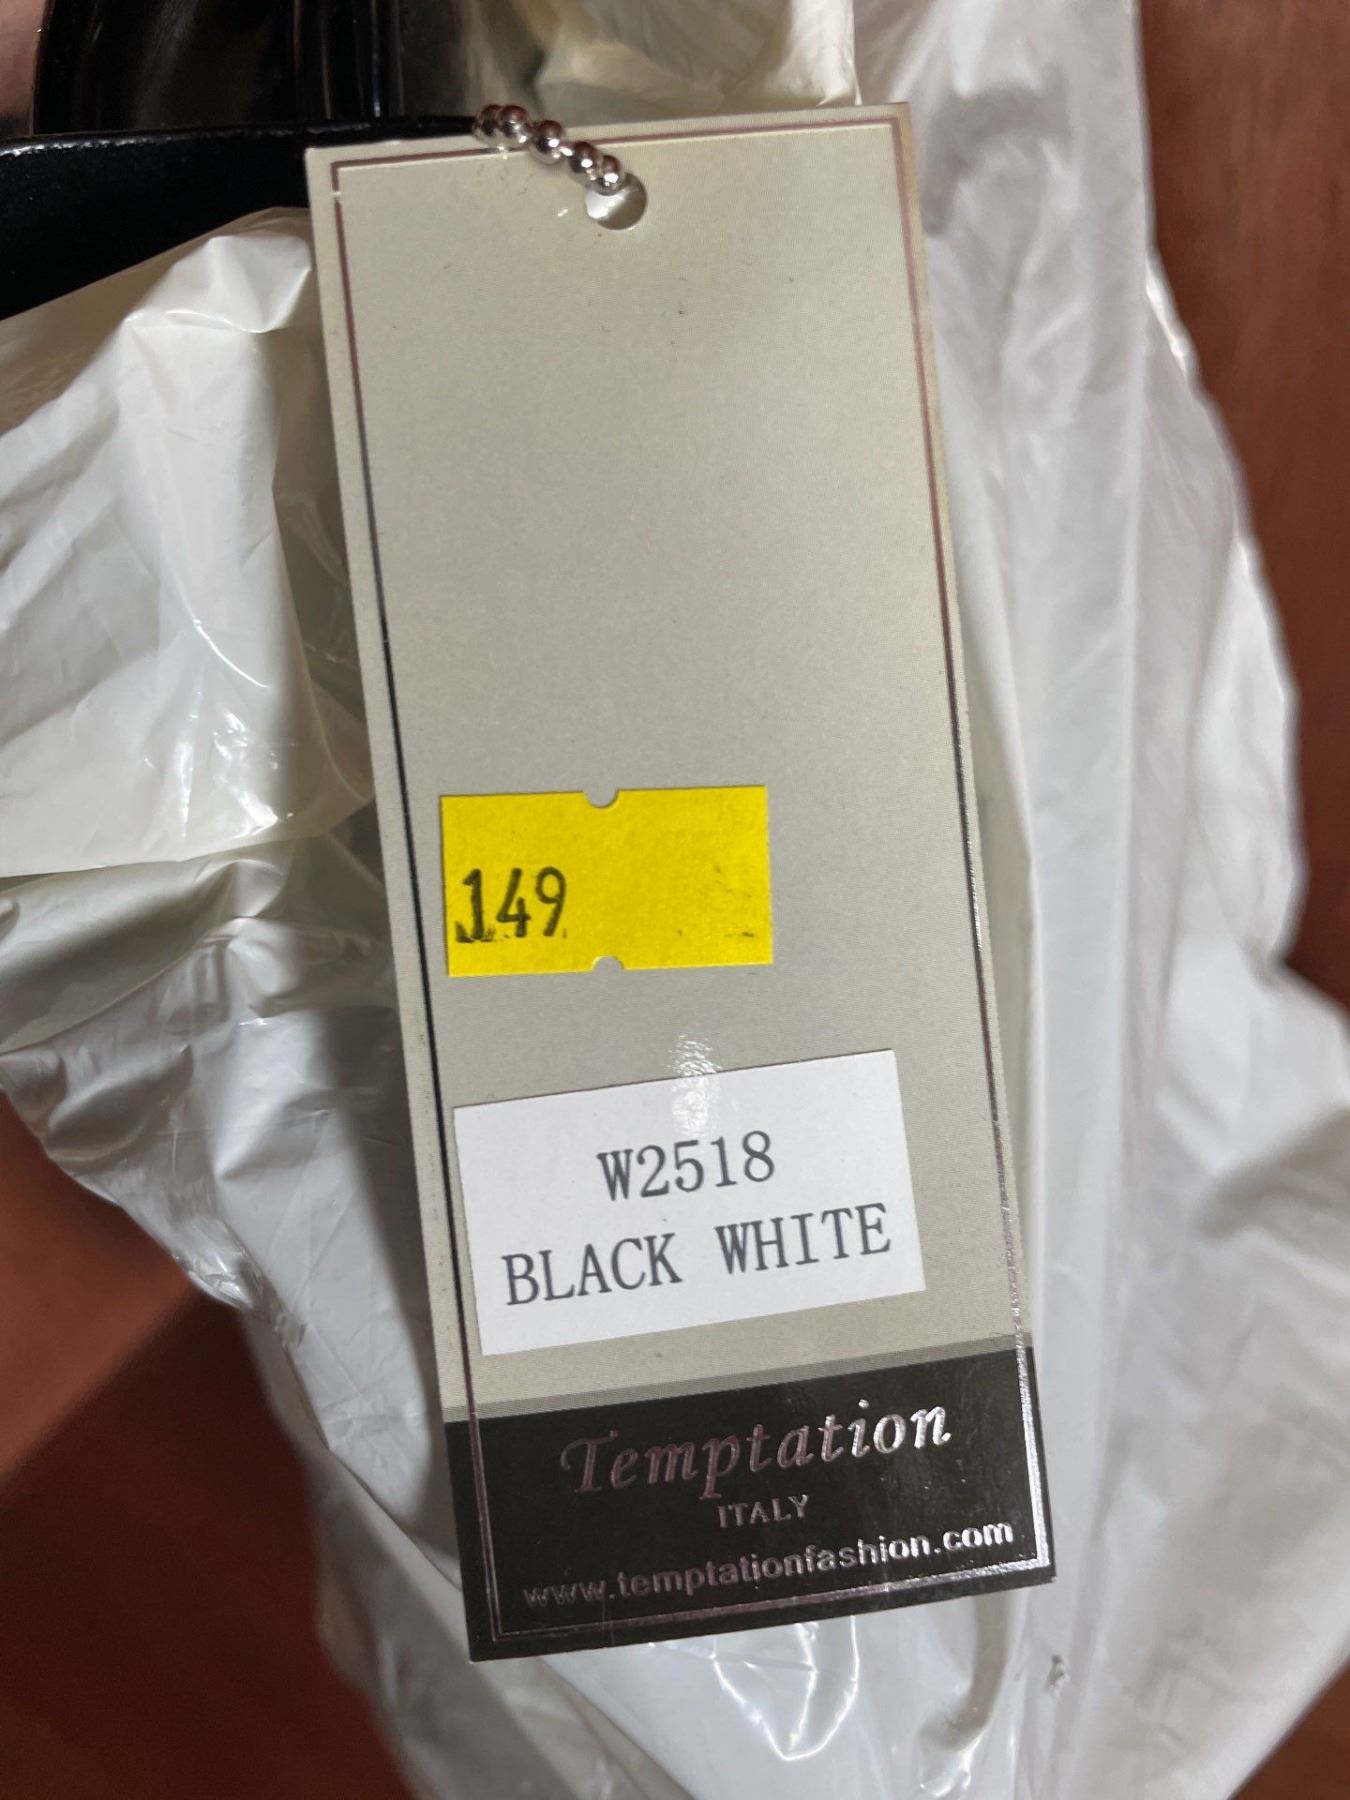 149
W2518
BLACK WHITE
Temptation
ITALY
www.temptationfashion.com